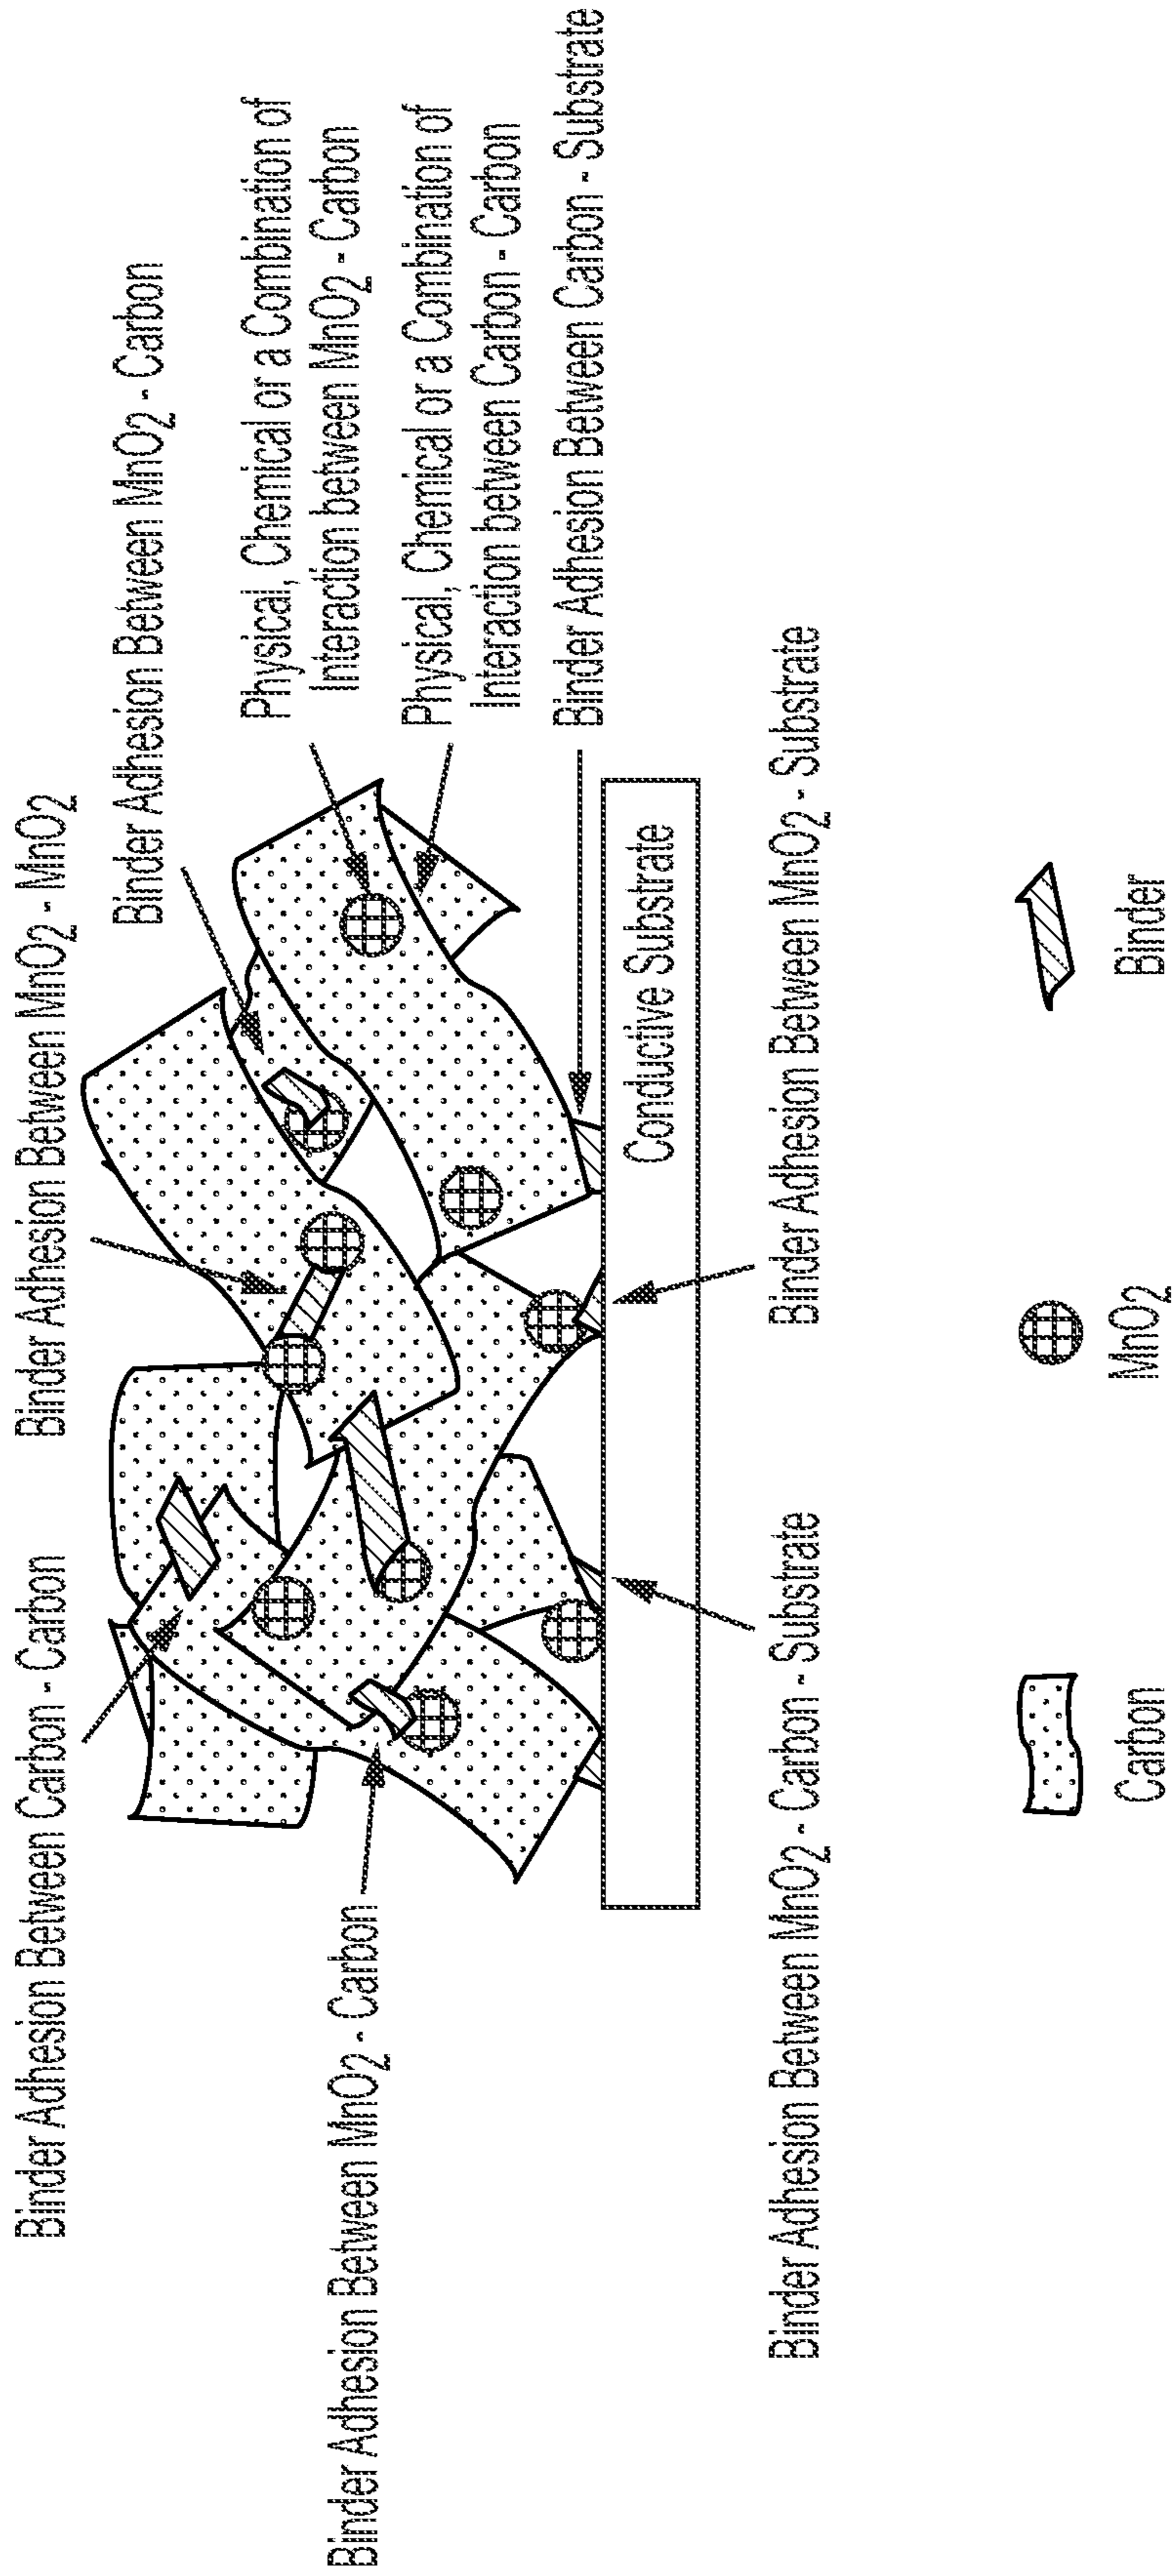 Binder Adhesion Between Carbon - Carbon
Binder Adhesion Between MnO2 - MnO2
Binder Adhesion Between MnO2 - Carbon
Physical, Chemical or a Combination of
Interaction between MnO2 - Carbon
Physical, Chemical or a Combination of
Interaction between Carbon - Carbon
Binder Adhesion Between Carbon - Substrate
Binder Adhesion Between MnO2 - Carbon
Conductive Substrate
Binder Adhesion Between MnO2 - Carbon - Substrate
Binder Adhesion Between MnO2 - Substrate
Carbon
MnO2
Binder